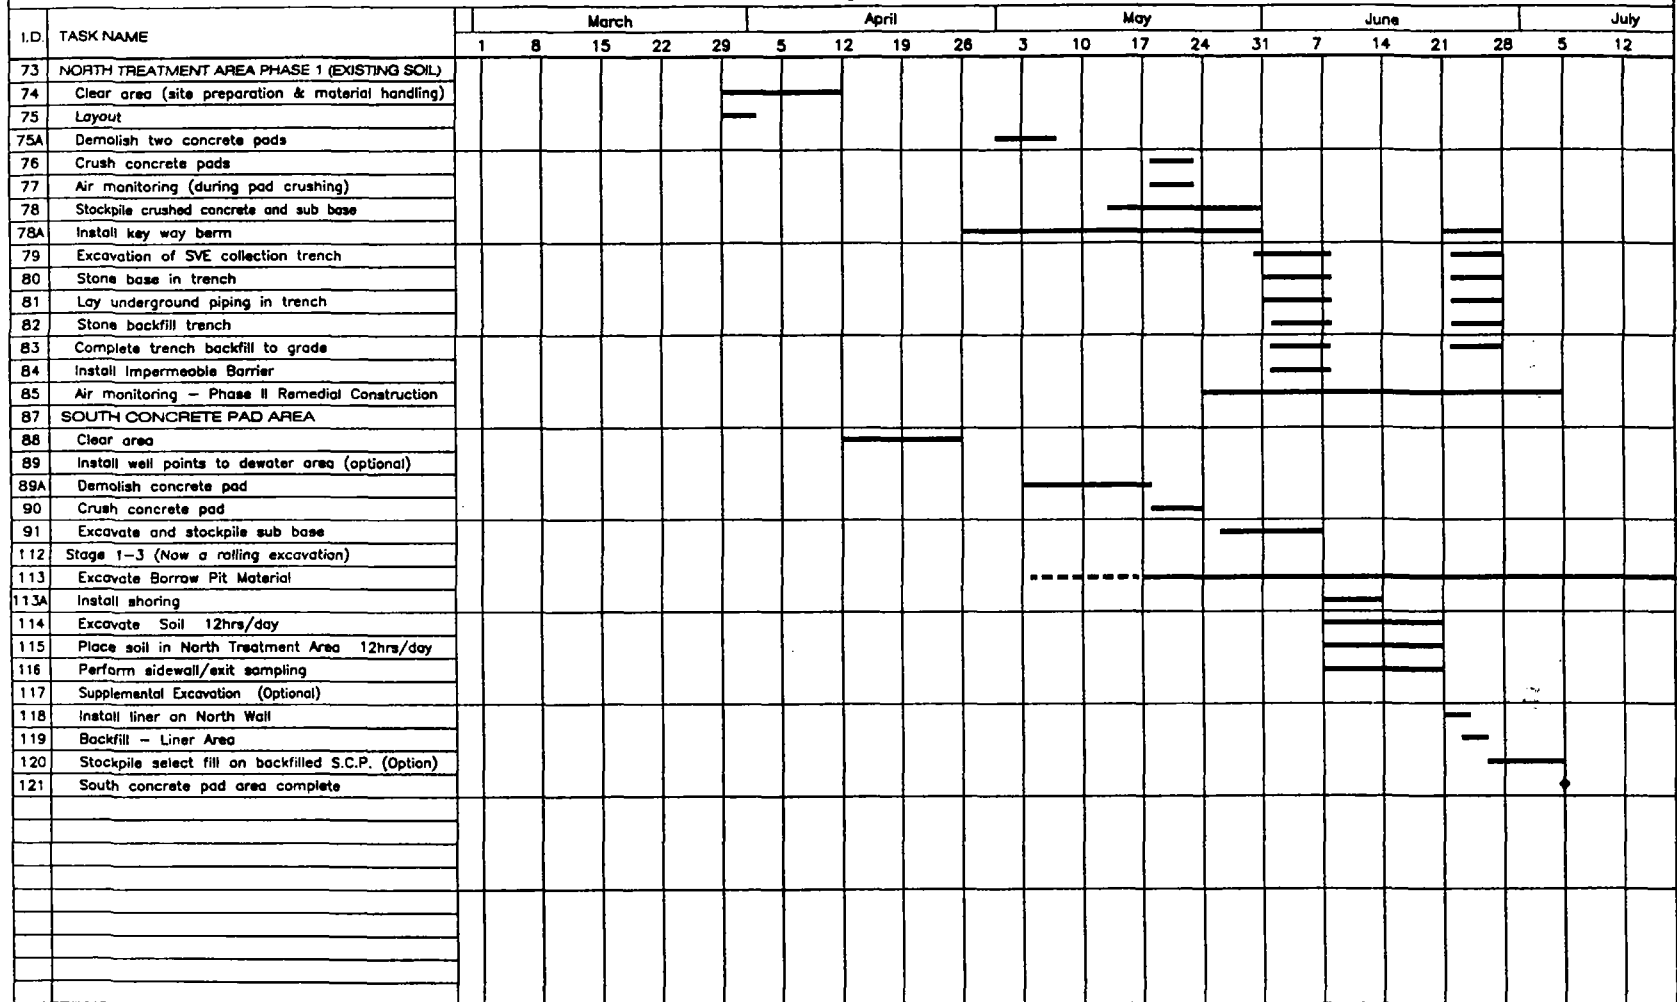 March April May June July
I.D. TASK NAME 1 8 15 22 29 5 12 19 26 3 10 17 24 31 7 14 21 28 5 12
73 NORTH TREATMENT AREA PHASE 1 (EXISTING SOIL)
74 Clear area (site preparation & material handling)
75 Layout
75A Demolish two concrete pads
76 Crush concrete pads
77 Air monitoring (during pad crushing)
78 Stockpile crushed concrete and sub base
78A Install key way berm
79 Excavation of SVE collection trench
80 Stone base in trench
81 Lay underground piping in trench
82 Stone backfill trench
83 Complete trench backfill to grade
84 Install Impermeable Barrier
85 Air monitoring – Phase II Remedial Construction
87 SOUTH CONCRETE PAD AREA
88 Clear area
89 Install well points to dewater area (optional)
89A Demolish concrete pad
90 Crush concrete pad
91 Excavate and stockpile sub base
112 Stage 1–3 (Now a rolling excavation)
113 Excavate Borrow Pit Material
113A Install shoring
114 Excavate Soil 12hrs/day
115 Place soil in North Treatment Area 12hrs/day
116 Perform sidewall/exit sampling
117 Supplemental Excavation (Optional)
118 Install liner on North Wall
119 Backfill – Liner Area
120 Stockpile select fill on backfilled S.C.P. (Option)
121 South concrete pad area complete